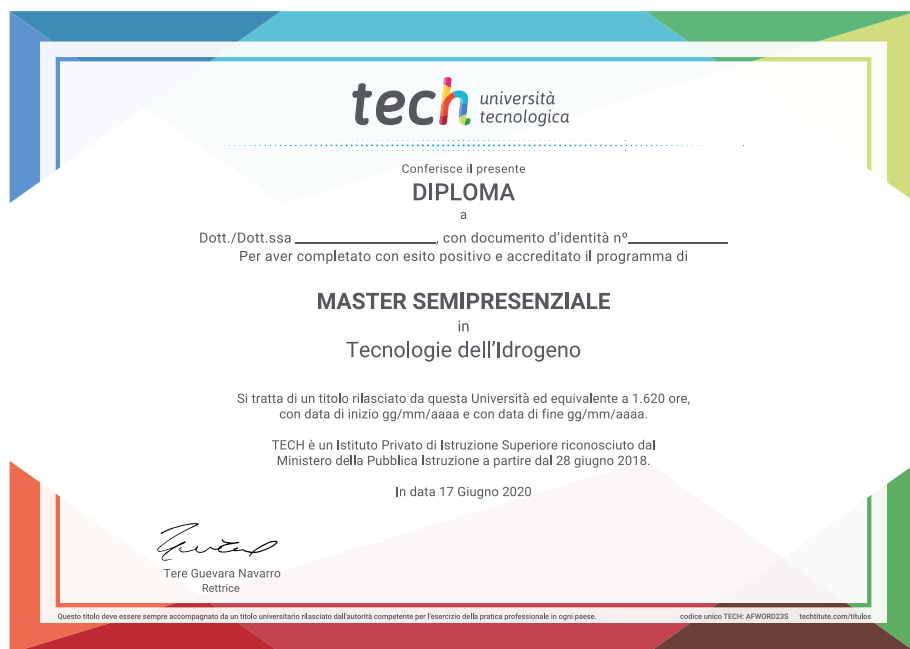 tech università
tecnologica
Conferisce il presente
DIPLOMA
a
Dott./Dott.ssa _______________, con documento d'identità nº___________
Per aver completato con esito positivo e accreditato il programma di
MASTER SEMIPRESENZIALE
in
Tecnologie dell'Idrogeno
Si tratta di un titolo rilasciato da questa Università ed equivalente a 1.620 ore,
con data di inizio gg/mm/aaaa e con data di fine gg/mm/aaaa.
TECH è un Istituto Privato di Istruzione Superiore riconosciuto dal
Ministero della Pubblica Istruzione a partire dal 28 giugno 2018.
In data 17 Giugno 2020
Tere Guevara Navarro
Rettrice
Questo titolo deve essere sempre accompagnato da un titolo universitario rilasciato dall'autorità competente per l'esercizio della pratica professionale in ogni paese. codice unico TECH: AFWORD23S techtitute.com/títulos